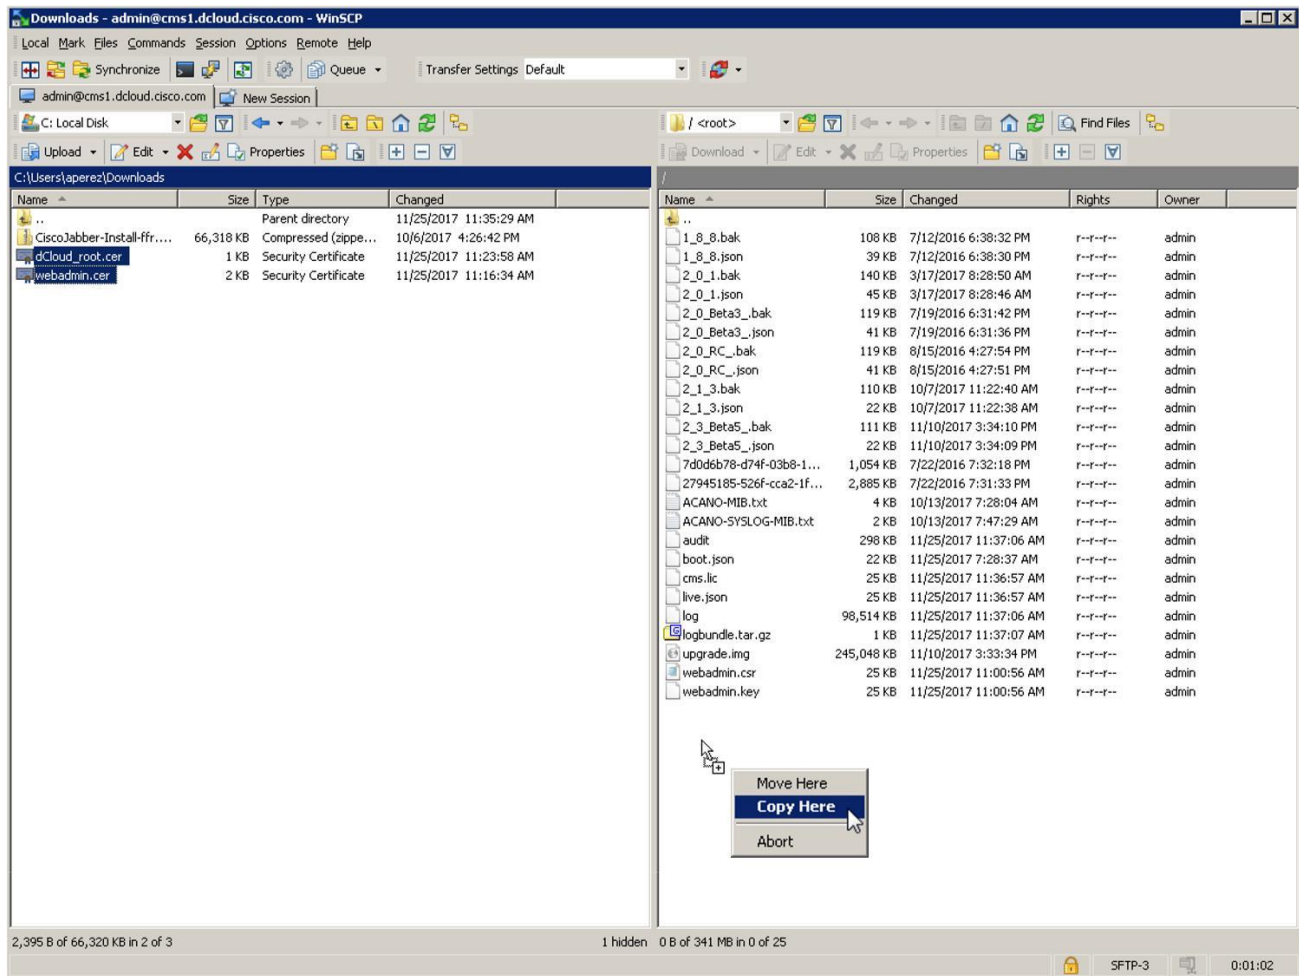 Downloads - admin@cms1.dcloud.cisco.com - WinSCP
Local Mark Files Commands Session Options Remote Help
Synchronize Queue Transfer Settings Default
admin@cms1.dcloud.cisco.com New Session
C: Local Disk / <root> Find Files
Upload Edit Properties Download Edit Properties
C:\Users\aperez\Downloads /
Name Size Type Changed Name Size Changed Rights Owner
.. Parent directory 11/25/2017 11:35:29 AM ..
CiscoJabber-Install-ffr.... 66,318 KB Compressed (zippe... 10/6/2017 4:26:42 PM 1_8_8.bak 108 KB 7/12/2016 6:38:32 PM r--r--r-- admin
dCloud_root.cer 1 KB Security Certificate 11/25/2017 11:23:58 AM 1_8_8.json 39 KB 7/12/2016 6:38:30 PM r--r--r-- admin
webadmin.cer 2 KB Security Certificate 11/25/2017 11:16:34 AM 2_0_1.bak 140 KB 3/17/2017 8:28:50 AM r--r--r-- admin
2_0_1.json 45 KB 3/17/2017 8:28:46 AM r--r--r-- admin
2_0_Beta3_.bak 119 KB 7/19/2016 6:31:42 PM r--r--r-- admin
2_0_Beta3_.json 41 KB 7/19/2016 6:31:36 PM r--r--r-- admin
2_0_RC_.bak 119 KB 8/15/2016 4:27:54 PM r--r--r-- admin
2_0_RC_.json 41 KB 8/15/2016 4:27:51 PM r--r--r-- admin
2_1_3.bak 110 KB 10/7/2017 11:22:40 AM r--r--r-- admin
2_1_3.json 22 KB 10/7/2017 11:22:38 AM r--r--r-- admin
2_3_Beta5_.bak 111 KB 11/10/2017 3:34:10 PM r--r--r-- admin
2_3_Beta5_.json 22 KB 11/10/2017 3:34:09 PM r--r--r-- admin
7d0d6b78-d74f-03b8-1... 1,054 KB 7/22/2016 7:32:18 PM r--r--r-- admin
27945185-526f-cca2-1f... 2,885 KB 7/22/2016 7:31:33 PM r--r--r-- admin
ACANO-MIB.txt 4 KB 10/13/2017 7:28:04 AM r--r--r-- admin
ACANO-SYSLOG-MIB.txt 2 KB 10/13/2017 7:47:29 AM r--r--r-- admin
audit 298 KB 11/25/2017 11:37:06 AM r--r--r-- admin
boot.json 22 KB 11/25/2017 7:28:37 AM r--r--r-- admin
cms.lic 25 KB 11/25/2017 11:36:57 AM r--r--r-- admin
live.json 25 KB 11/25/2017 11:36:57 AM r--r--r-- admin
log 98,514 KB 11/25/2017 11:37:06 AM r--r--r-- admin
logbundle.tar.gz 1 KB 11/25/2017 11:37:07 AM r--r--r-- admin
upgrade.img 245,048 KB 11/10/2017 3:33:34 PM r--r--r-- admin
webadmin.csr 25 KB 11/25/2017 11:00:56 AM r--r--r-- admin
webadmin.key 25 KB 11/25/2017 11:00:56 AM r--r--r-- admin
Move Here
Copy Here
Abort
2,395 B of 66,320 KB in 2 of 3 1 hidden 0 B of 341 MB in 0 of 25
SFTP-3 0:01:02